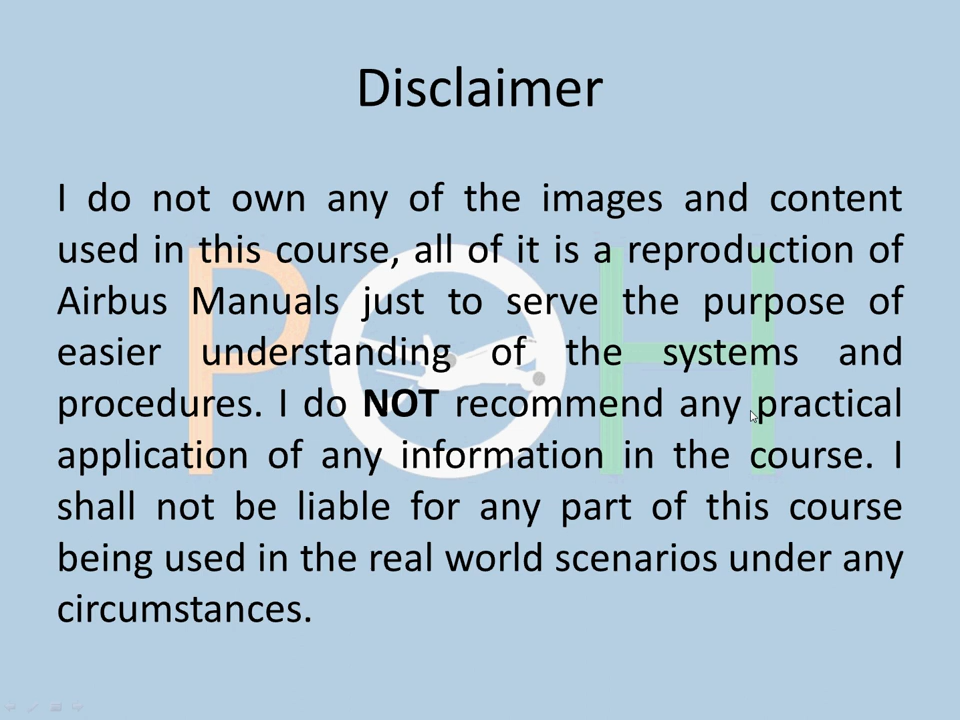 Disclaimer
I do not own any of the images and content
used in this course, all of it is a reproduction of
Airbus Manuals just to serve the purpose of
easier understanding of the systems and
procedures. I do NOT recommend any practical
application of any information in the course. I
shall not be liable for any part of this course
being used in the real world scenarios under any
circumstances.
POH